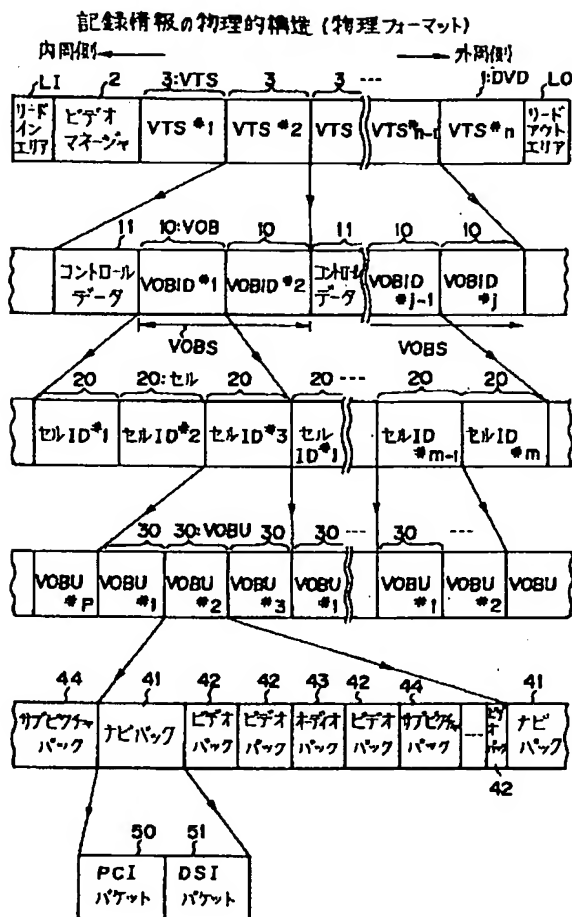 記録情報の物理的構造(物理フォーマット)
内周側
外周側
LI
2
3:VTS
3
3
---
1:DVD
LO
リード
イン
エリア
ビデオ
マネージャ
VTS#1
VTS#2
VTS
VTS#n-1
VTS#n
リード
アウト
エリア
11
10:VOB
10
11
10
10
コントロール
データ
VOBID#1
VOBID#2
コントロール
データ
VOBID
#j-1
VOBID
#j
VOBS
VOBS
20
20:セル
20
20
---
20
20
セルID#1
セルID#2
セルID#3
セル
ID#1
セルID
#m-1
セルID
#m
30
30:VOBU
30
30
---
30
---
VOBU
#P
VOBU
#1
VOBU
#2
VOBU
#3
VOBU
#1
VOBU
#1
VOBU
#2
VOBU
44
41
42
42
43
42
44
41
サブピクチャ
パック
ナビパック
ビデオ
パック
ビデオ
パック
オーディオ
パック
ビデオ
パック
サブピクチャ
パック
---
ビデオ
パック
ナビ
パック
42
50
51
PCI
パケット
DSI
パケット